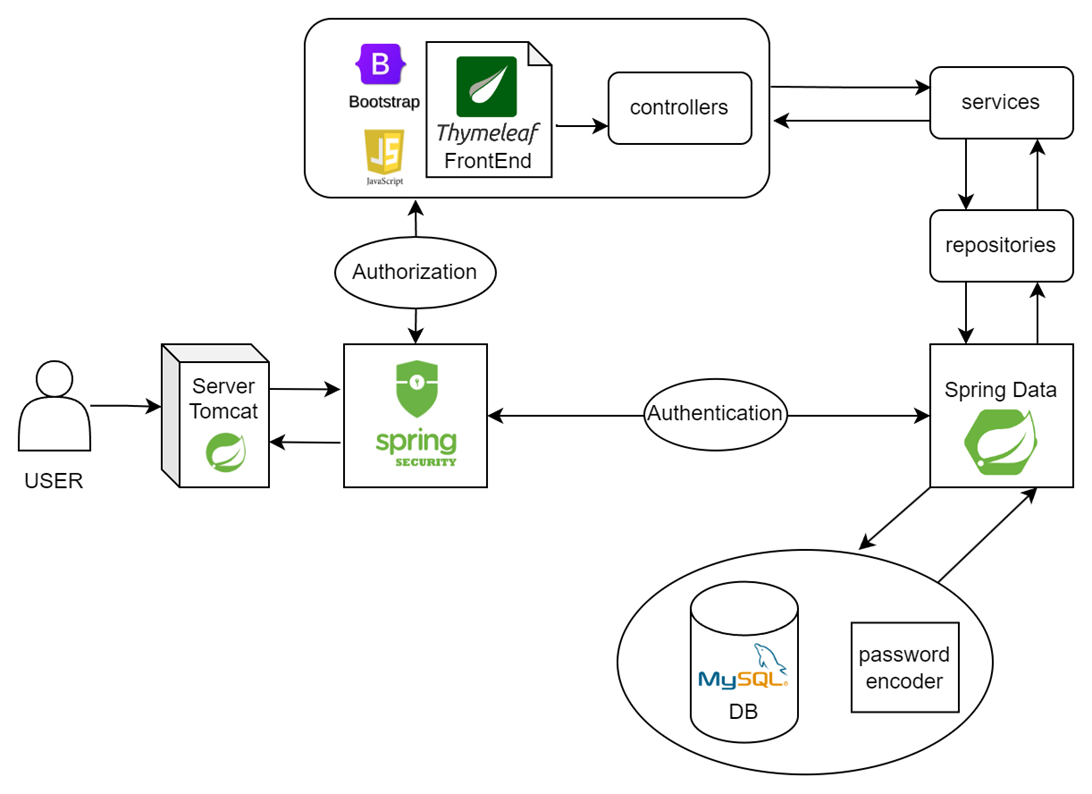 B
Bootstrap
JS
JavaScript
Thymeleaf
FrontEnd
controllers
services
Authorization
repositories
Server
Tomcat
spring
SECURITY
Authentication
Spring Data
USER
MySQL®
DB
password
encoder